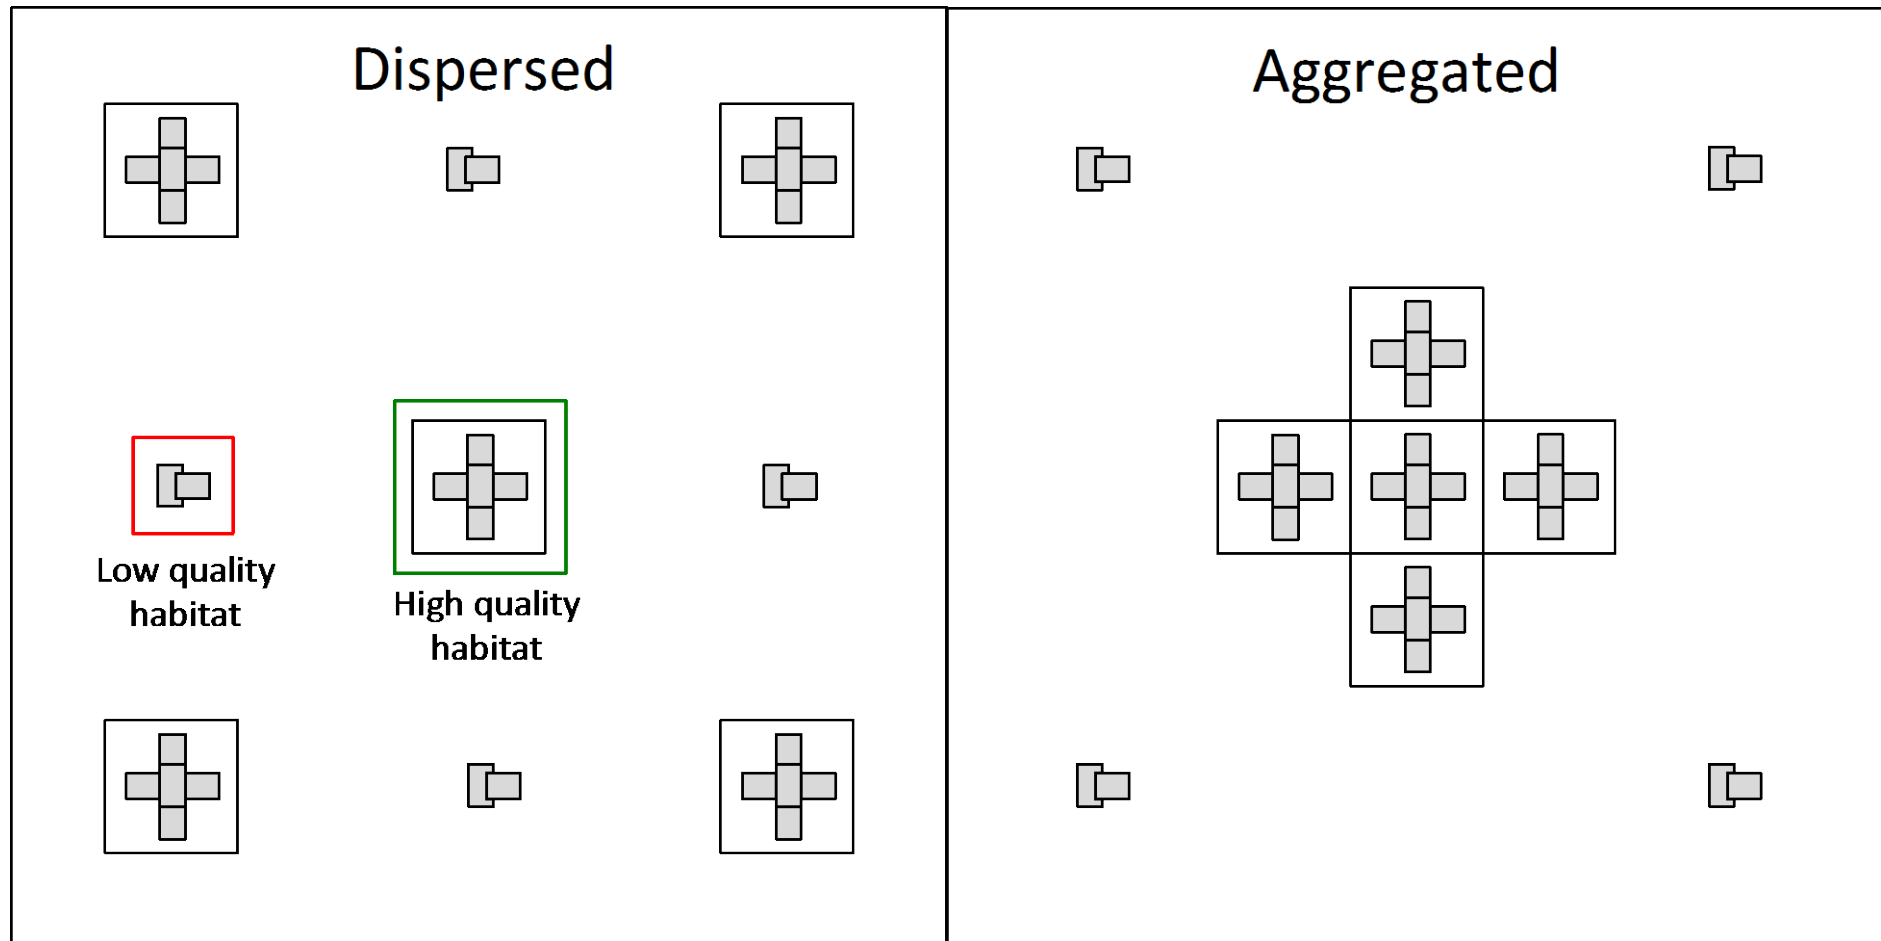 Dispersed
Aggregated
Low quality
habitat
High quality
habitat